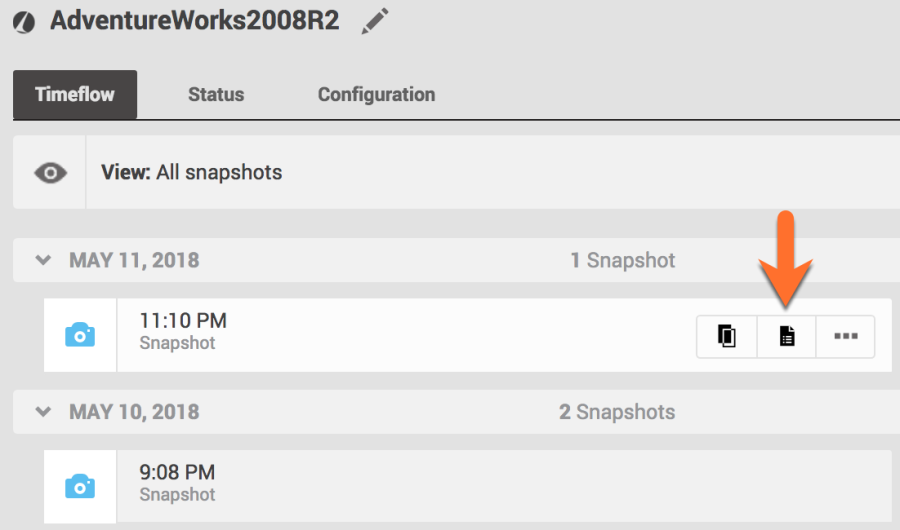 AdventureWorks2008R2
Timeflow Status Configuration
View: All snapshots
MAY 11, 2018 1 Snapshot
11:10 PM
Snapshot
MAY 10, 2018 2 Snapshots
9:08 PM
Snapshot